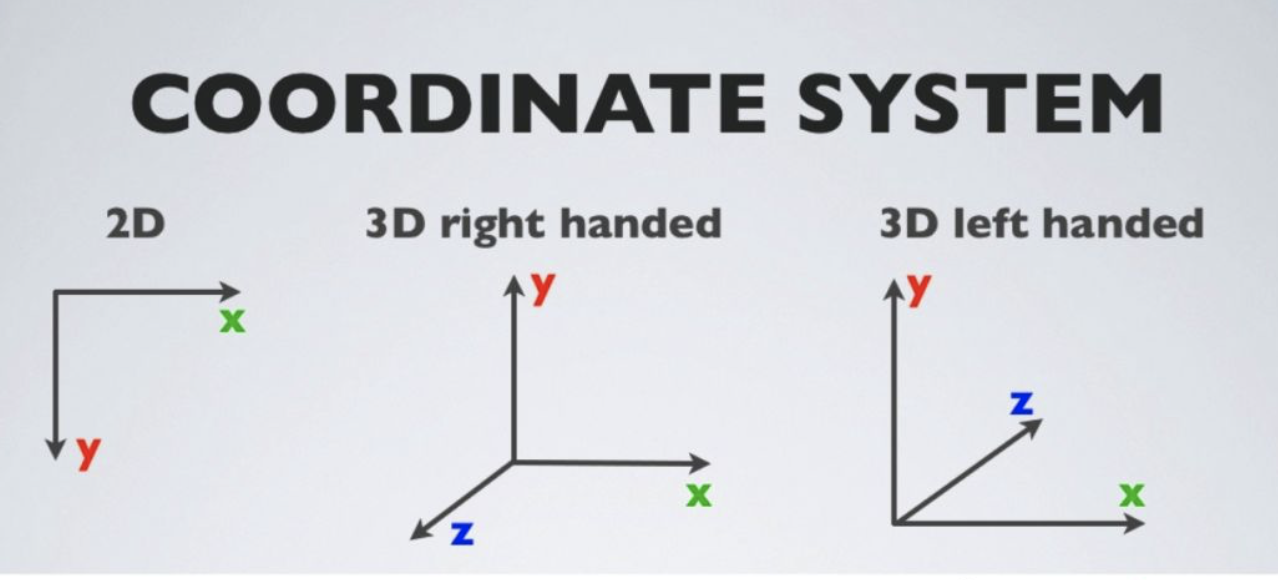 COORDINATE SYSTEM
2D
3D right handed
3D left handed
x
y
y
x
z
y
z
x